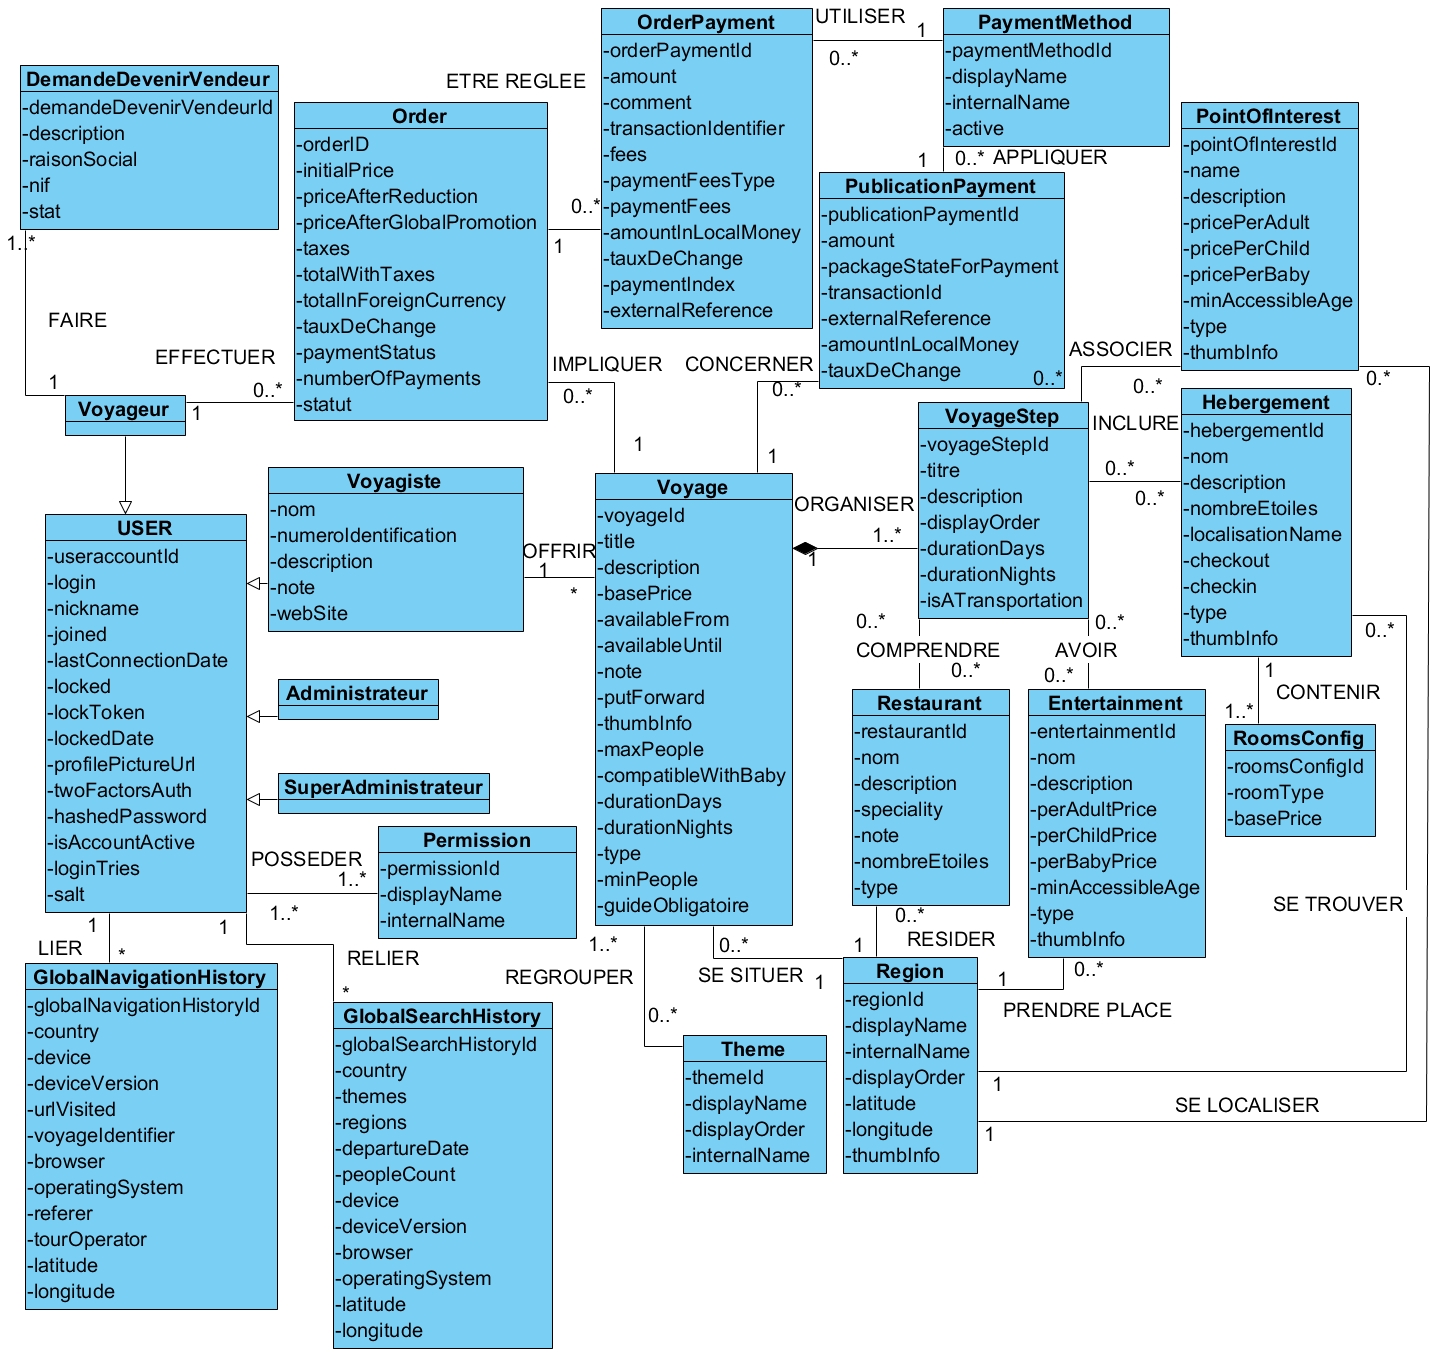 DemandeDevenirVendeur
-demandeDevenirVendeurId
-description
-raisonSocial
-nif
-stat
1..*
FAIRE
1
Voyageur
1
EFFECTUER
0..*
Order
-orderID
-initialPrice
-priceAfterReduction
-priceAfterGlobalPromotion
-taxes
-totalWithTaxes
-totalInForeignCurrency
-tauxDeChange
-paymentStatus
-numberOfPayments
-statut
ETRE REGLEE
0..*
1
OrderPayment
-orderPaymentId
-amount
-comment
-transactionIdentifier
-fees
-paymentFeesType
-paymentFees
-amountInLocalMoney
-tauxDeChange
-paymentIndex
-externalReference
UTILISER
1
0..*
PaymentMethod
-paymentMethodId
-displayName
-internalName
-active
1
0..*
APPLIQUER
PublicationPayment
-publicationPaymentId
-amount
-packageStateForPayment
-transactionId
-externalReference
-amountInLocalMoney
-tauxDeChange
PointOfInterest
-pointOfInterestId
-name
-description
-pricePerAdult
-pricePerChild
-pricePerBaby
-minAccessibleAge
-type
-thumbInfo
IMPLIQUER
0..*
1
CONCERNER
0..*
1
ASSOCIER
0..*
0..*
0.*
VoyageStep
-voyageStepId
-titre
-description
-displayOrder
-durationDays
-durationNights
-isATransportation
INCLURE
0..*
0..*
Hebergement
-hebergementId
-nom
-description
-nombreEtoiles
-localisationName
-checkout
-checkin
-type
-thumbInfo
USER
-useraccountId
-login
-nickname
-joined
-lastConnectionDate
-locked
-lockToken
-lockedDate
-profilePictureUrl
-twoFactorsAuth
-hashedPassword
-isAccountActive
-loginTries
-salt
Voyagiste
-nom
-numeroIdentification
-description
-note
-webSite
OFFRIR
1
*
Voyage
-voyageId
-title
-description
-basePrice
-availableFrom
-availableUntil
-note
-putForward
-thumbInfo
-maxPeople
-compatibleWithBaby
-durationDays
-durationNights
-type
-minPeople
-guideObligatoire
ORGANISER
1..*
1
0..*
COMPRENDRE
0..*
0..*
AVOIR
0..*
0..*
1
CONTENIR
1..*
Administrateur
SuperAdministrateur
Restaurant
-restaurantId
-nom
-description
-speciality
-note
-nombreEtoiles
-type
Entertainment
-entertainmentId
-nom
-description
-perAdultPrice
-perChildPrice
-perBabyPrice
-minAccessibleAge
-type
-thumbInfo
RoomsConfig
-roomsConfigId
-roomType
-basePrice
Permission
-permissionId
-displayName
-internalName
POSSEDER
1..*
1..*
SE TROUVER
1
LIER
*
1
RELIER
*
1..*
REGROUPER
0..*
0..*
SE SITUER
1
0..*
1
RESIDER
0..*
1
PRENDRE PLACE
1
SE LOCALISER
1
GlobalNavigationHistory
-globalNavigationHistoryId
-country
-device
-deviceVersion
-urlVisited
-voyageIdentifier
-browser
-operatingSystem
-referer
-tourOperator
-latitude
-longitude
GlobalSearchHistory
-globalSearchHistoryId
-country
-themes
-regions
-departureDate
-peopleCount
-device
-deviceVersion
-browser
-operatingSystem
-latitude
-longitude
Theme
-themeId
-displayName
-displayOrder
-internalName
Region
-regionId
-displayName
-internalName
-displayOrder
-latitude
-longitude
-thumbInfo